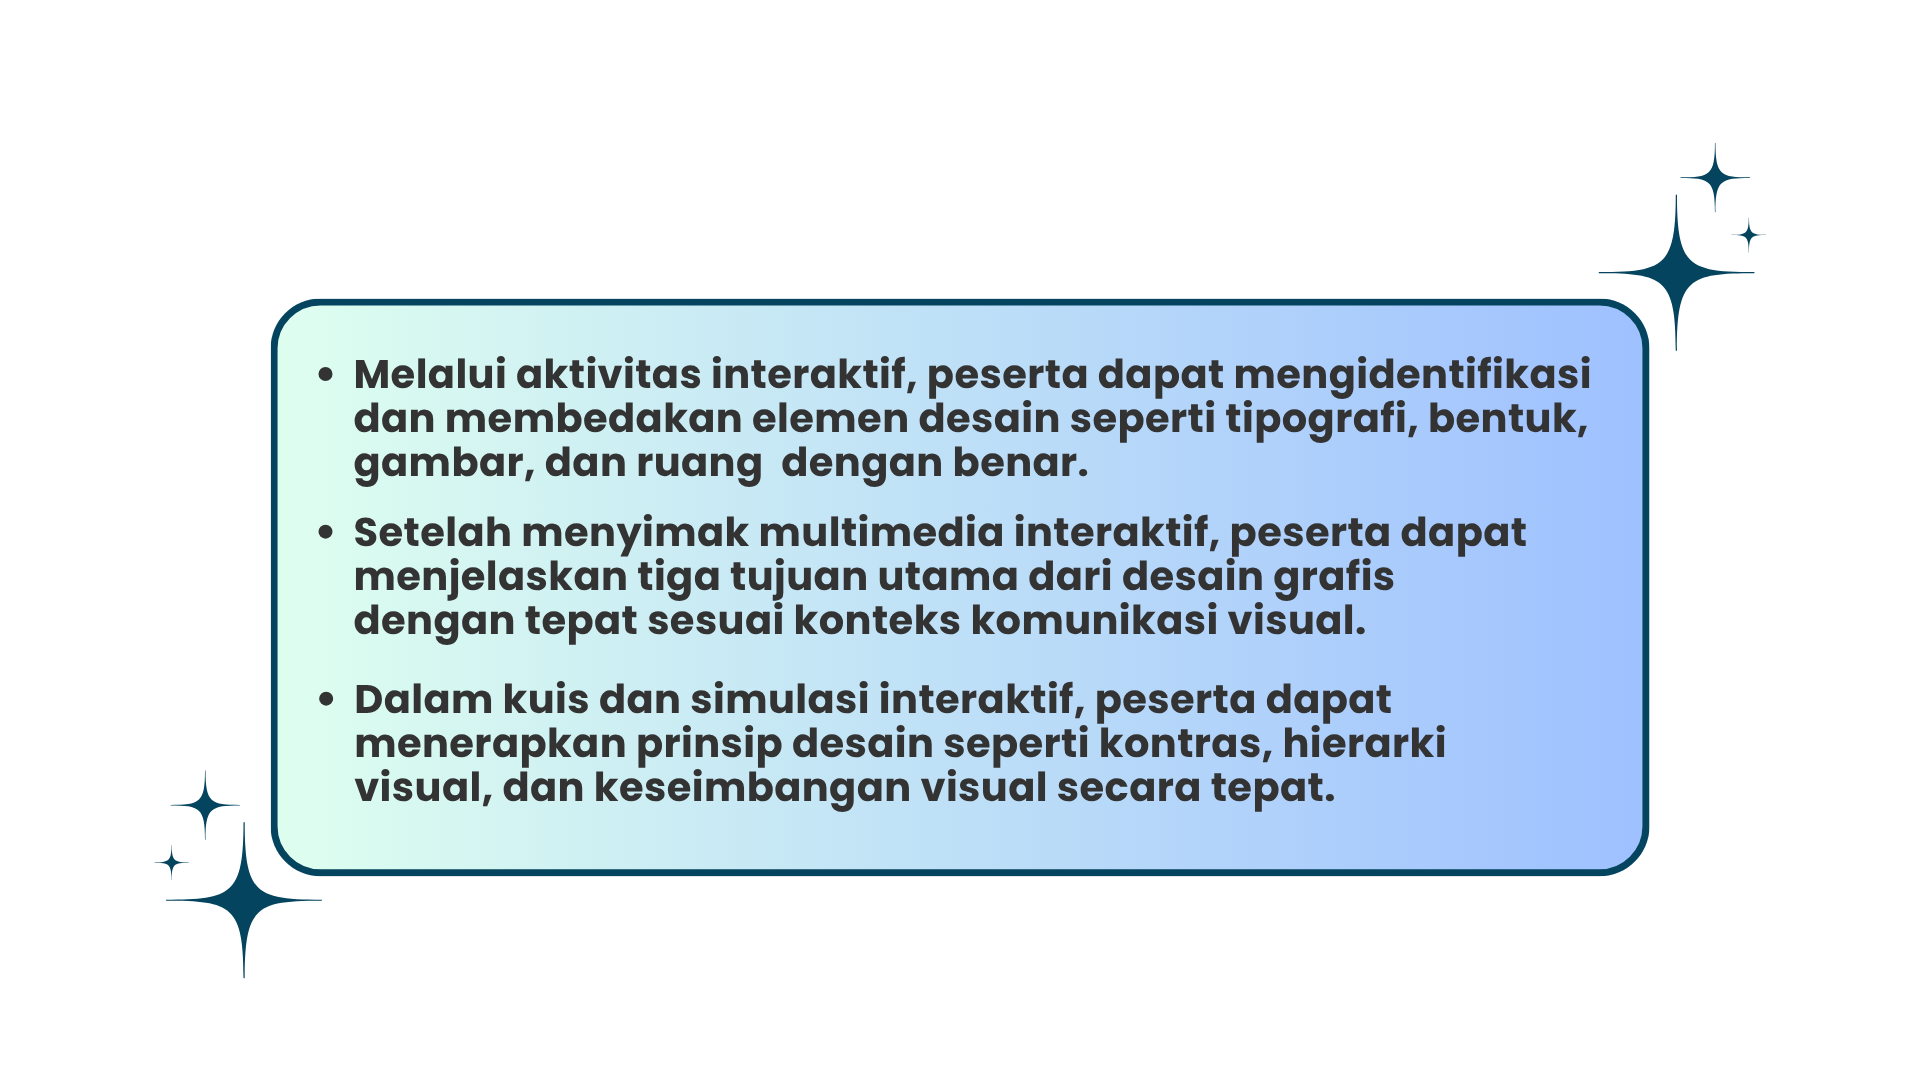 • Melalui aktivitas interaktif, peserta dapat mengidentifikasi
dan membedakan elemen desain seperti tipografi, bentuk,
gambar, dan ruang  dengan benar.
• Setelah menyimak multimedia interaktif, peserta dapat
menjelaskan tiga tujuan utama dari desain grafis
dengan tepat sesuai konteks komunikasi visual.
• Dalam kuis dan simulasi interaktif, peserta dapat
menerapkan prinsip desain seperti kontras, hierarki
visual, dan keseimbangan visual secara tepat.